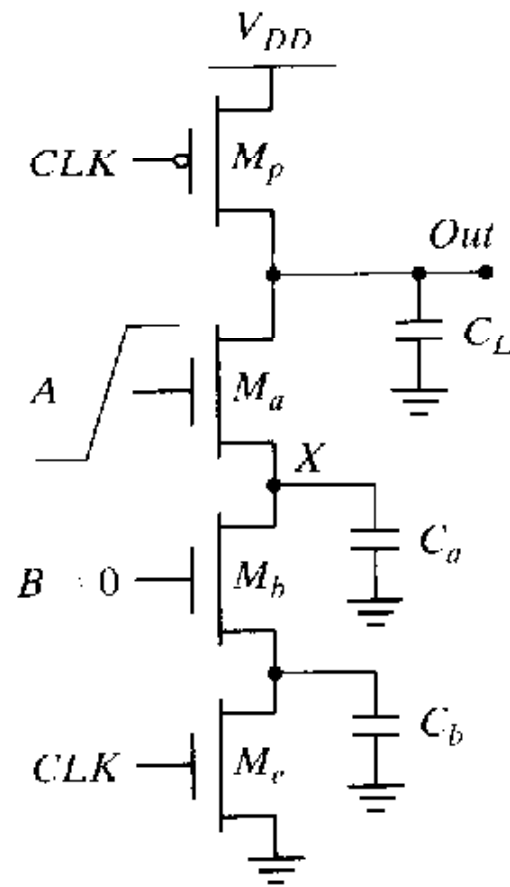 V_DD
CLK
M_p
Out
C_L
A
M_a
X
C_a
B = 0
M_b
C_b
CLK
M_e